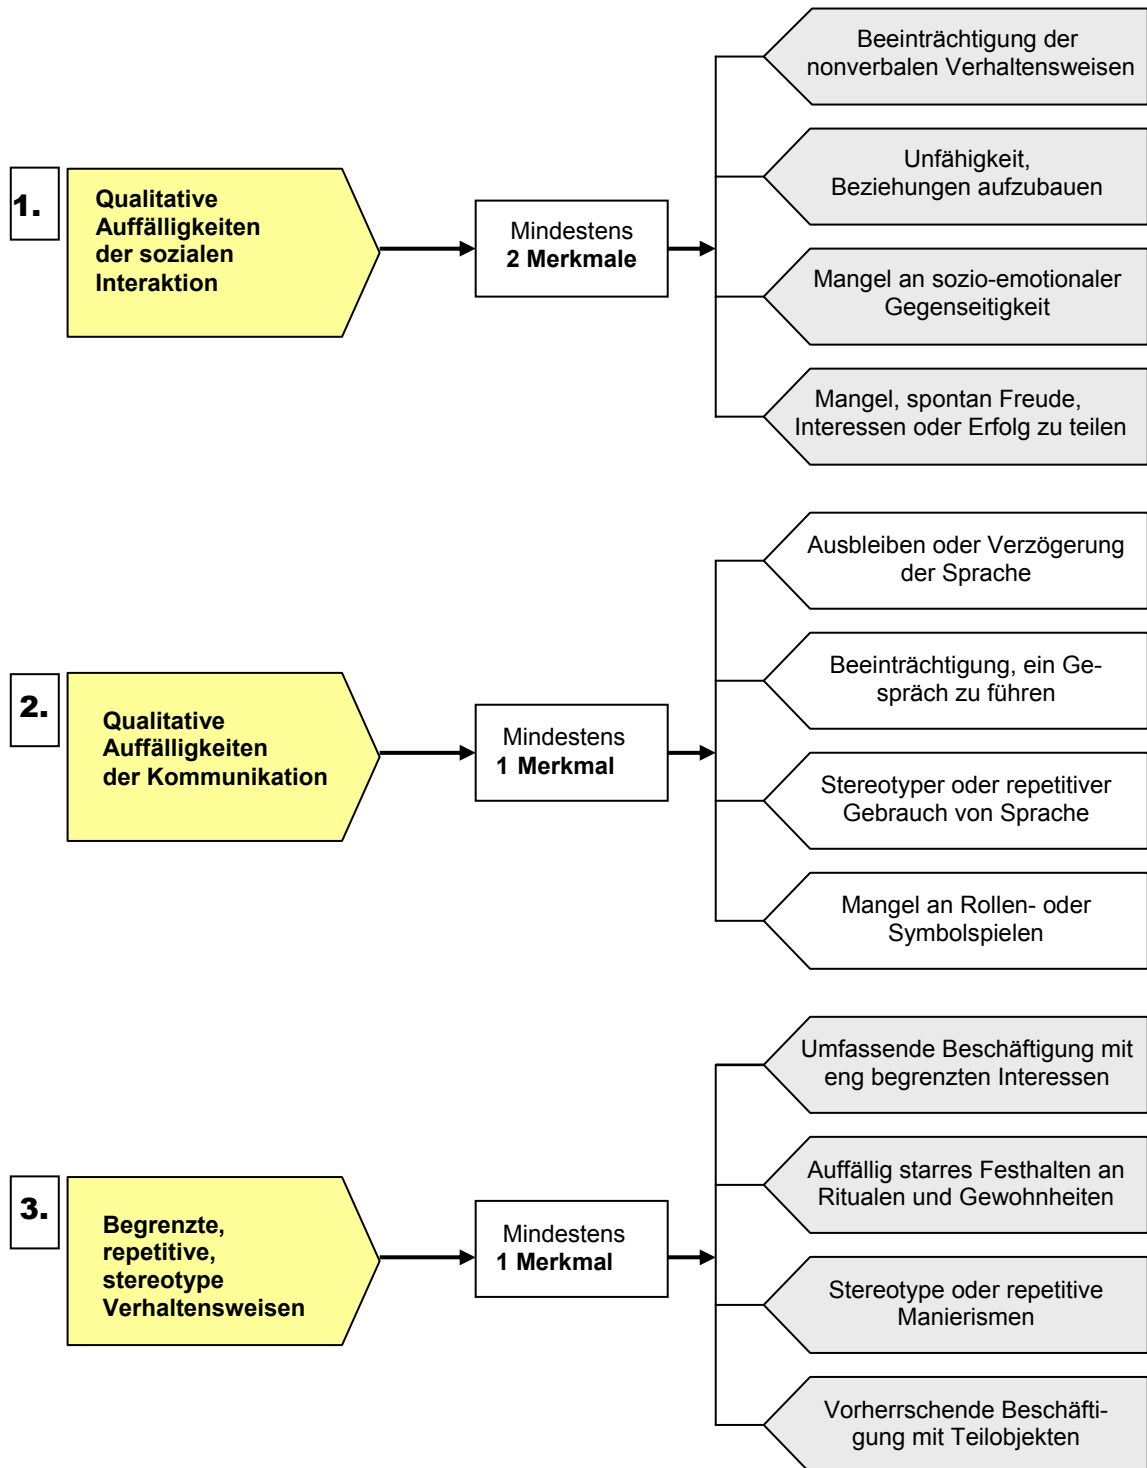 Beeinträchtigung der
nonverbalen Verhaltensweisen
Unfähigkeit,
Beziehungen aufzubauen
1.
Qualitative
Auffälligkeiten
der sozialen
Interaktion
Mindestens
2 Merkmale
Mangel an sozio-emotionaler
Gegenseitigkeit
Mangel, spontan Freude,
Interessen oder Erfolg zu teilen
Ausbleiben oder Verzögerung
der Sprache
Beeinträchtigung, ein Ge-
spräch zu führen
2.
Qualitative
Auffälligkeiten
der Kommunikation
Mindestens
1 Merkmal
Stereotyper oder repetitiver
Gebrauch von Sprache
Mangel an Rollen- oder
Symbolspielen
Umfassende Beschäftigung mit
eng begrenzten Interessen
Auffällig starres Festhalten an
Ritualen und Gewohnheiten
3.
Begrenzte,
repetitive,
stereotype
Verhaltensweisen
Mindestens
1 Merkmal
Stereotype oder repetitive
Manierismen
Vorherrschende Beschäfti-
gung mit Teilobjekten